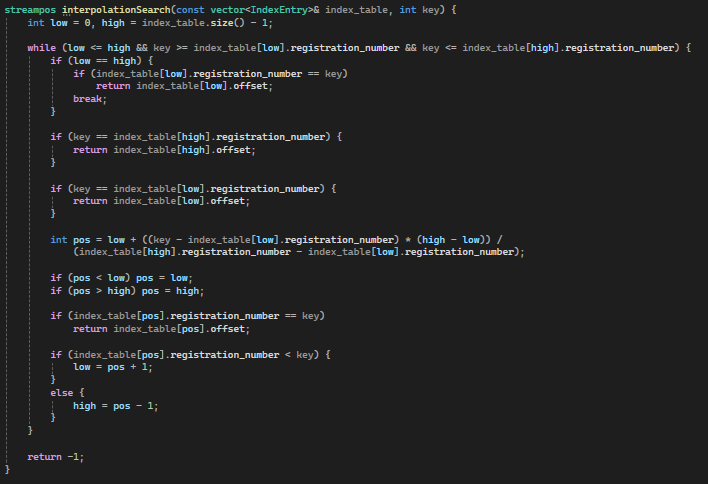 streampos interpolationSearch(const vector<IndexEntry>& index_table, int key) {
    int low = 0, high = index_table.size() - 1;

    while (low <= high && key >= index_table[low].registration_number && key <= index_table[high].registration_number) {
        if (low == high) {
            if (index_table[low].registration_number == key)
                return index_table[low].offset;
            break;
        }

        if (key == index_table[high].registration_number) {
            return index_table[high].offset;
        }

        if (key == index_table[low].registration_number) {
            return index_table[low].offset;
        }

        int pos = low + ((key - index_table[low].registration_number) * (high - low)) /
            (index_table[high].registration_number - index_table[low].registration_number);

        if (pos < low) pos = low;
        if (pos > high) pos = high;

        if (index_table[pos].registration_number == key)
            return index_table[pos].offset;

        if (index_table[pos].registration_number < key) {
            low = pos + 1;
        }
        else {
            high = pos - 1;
        }
    }

    return -1;
}